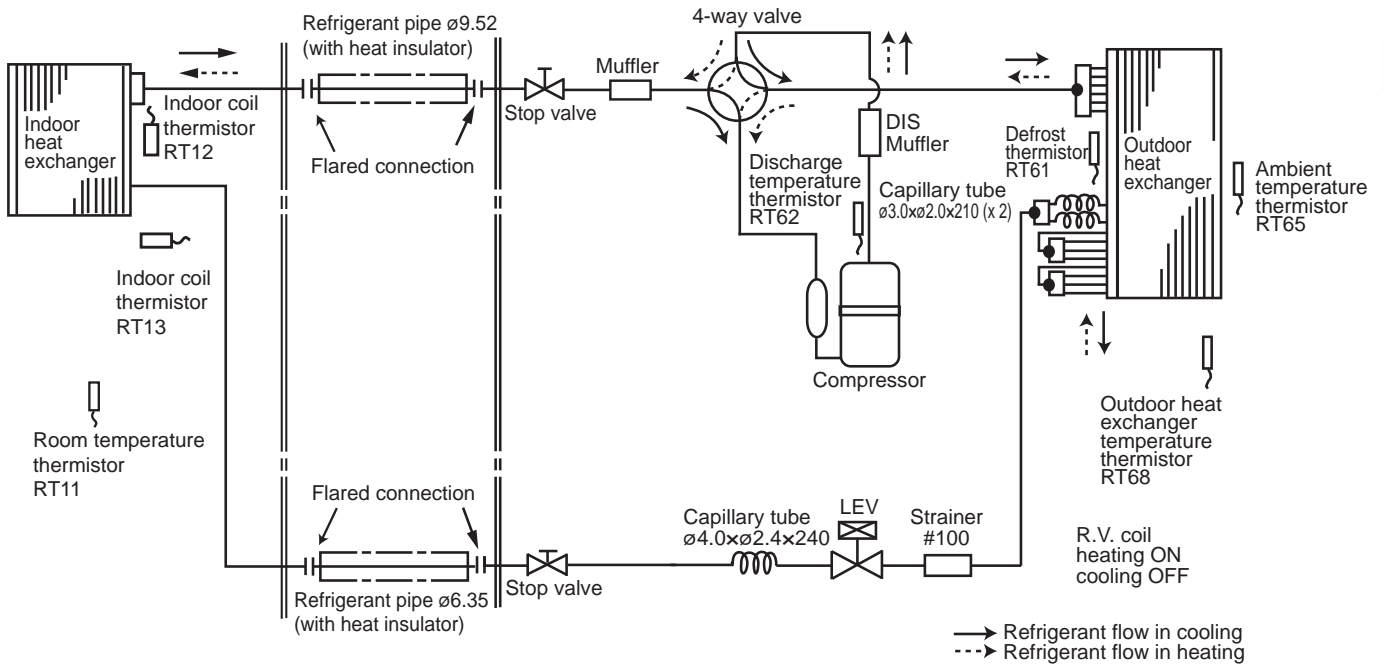 4-way valve
Refrigerant pipe ø9.52
(with heat insulator)
Muffler
Stop valve
Indoor
heat
exchanger
Indoor coil
thermistor
RT12
Flared connection
DIS
Muffler
Discharge
temperature
thermistor
RT62
Capillary tube
ø3.0×ø2.0×210 (x 2)
Defrost
thermistor
RT61
Outdoor
heat
exchanger
Ambient
temperature
thermistor
RT65
Indoor coil
thermistor
RT13
Compressor
Room temperature
thermistor
RT11
Outdoor heat
exchanger
temperature
thermistor
RT68
Flared connection
Capillary tube
ø4.0×ø2.4×240
LEV
Strainer
#100
R.V. coil
heating ON
cooling OFF
Stop valve
Refrigerant pipe ø6.35
(with heat insulator)
Refrigerant flow in cooling
Refrigerant flow in heating